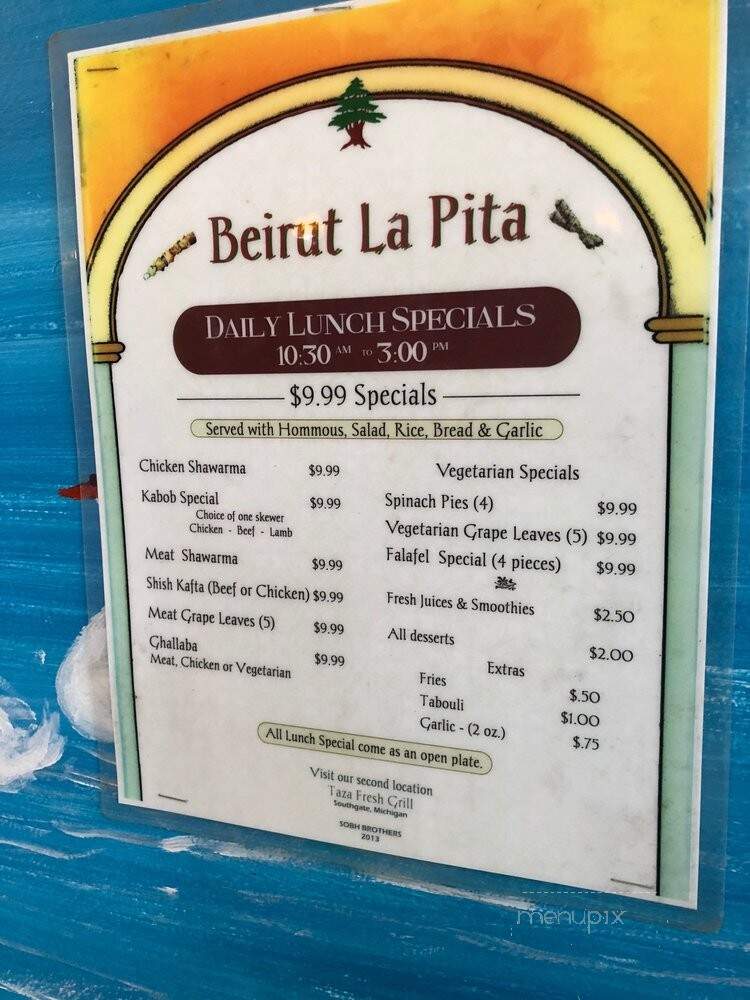 Beirut La Pita
DAILY LUNCH SPECIALS
10:30 AM TO 3:00 PM
$9.99 Specials
Served with Hommous, Salad, Rice, Bread & Garlic
Chicken Shawarma $9.99
Kabob Special $9.99
Choice of one skewer
Chicken - Beef - Lamb
Meat Shawarma $9.99
Shish Kafta (Beef or Chicken) $9.99
Meat Grape Leaves (5) $9.99
Ghallaba $9.99
Meat, Chicken or Vegetarian
Vegetarian Specials
Spinach Pies (4) $9.99
Vegetarian Grape Leaves (5) $9.99
Falafel Special (4 pieces) $9.99
Fresh Juices & Smoothies $2.50
All desserts $2.00
Extras
Fries $.50
Tabouli $1.00
Garlic - (2 oz.) $.75
All Lunch Special come as an open plate.
Visit our second location
Taza Fresh Grill
Southgate, Michigan
SOBH BROTHERS
2013
menupix